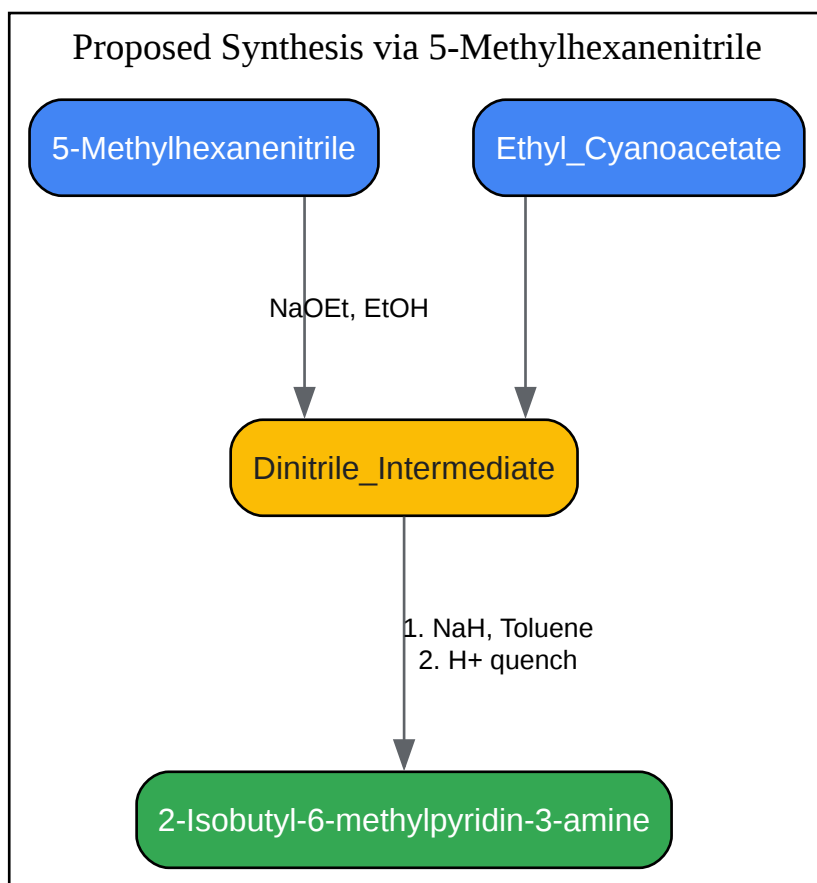 Proposed Synthesis via 5-Methylhexanenitrile
5-Methylhexanenitrile
Ethyl_Cyanoacetate
NaOEt, EtOH
Dinitrile_Intermediate
1. NaH, Toluene
2. H+ quench
2-Isobutyl-6-methylpyridin-3-amine